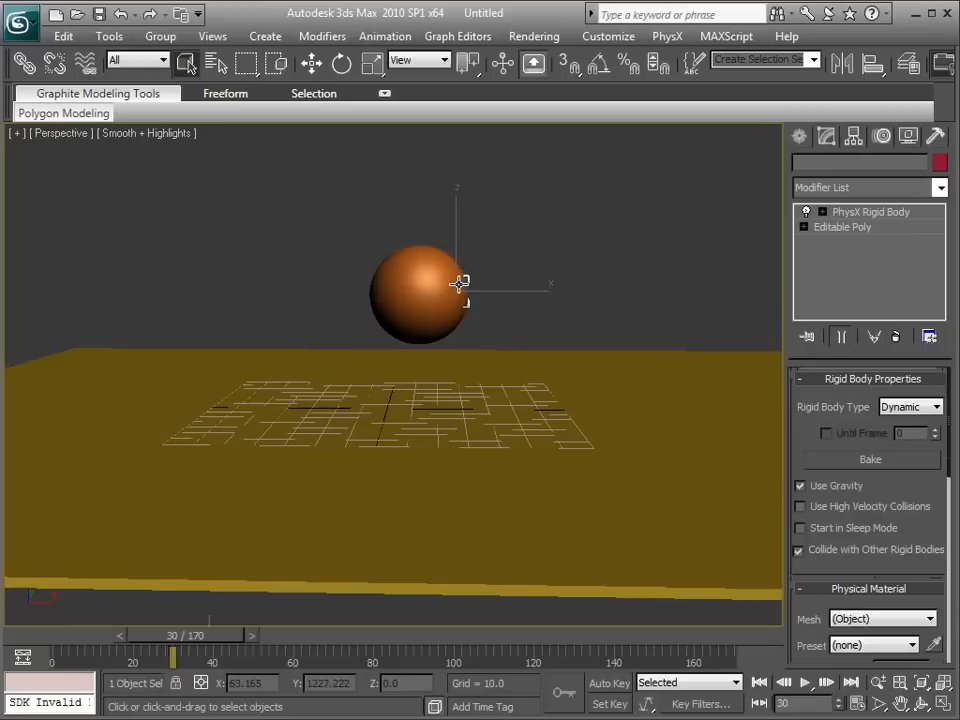 Autodesk 3ds Max 2010 SP1 x64 Untitled
Type a keyword or phrase
Edit Tools Group Views Create Modifiers Animation Graph Editors Rendering Customize PhysX MAXScript Help
All View Create Selection Se
Graphite Modeling Tools Freeform Selection
Polygon Modeling
[ + ] [ Perspective ] [ Smooth + Highlights ]
z
x
Modifier List
PhysX Rigid Body
Editable Poly
Rigid Body Properties
Rigid Body Type Dynamic
Until Frame 0
Bake
Use Gravity
Use High Velocity Collisions
Start in Sleep Mode
Collide with Other Rigid Bodies
Physical Material
Mesh (Object)
Preset (none)
< 30 / 170 >
0 20 40 60 80 100 120 140 160
1 Object Sel X: 63.165 Y: 1227.222 Z: 0.0 Grid = 10.0 Auto Key Selected
SDK Invalid Click or click-and-drag to select objects Add Time Tag Set Key Key Filters... 30